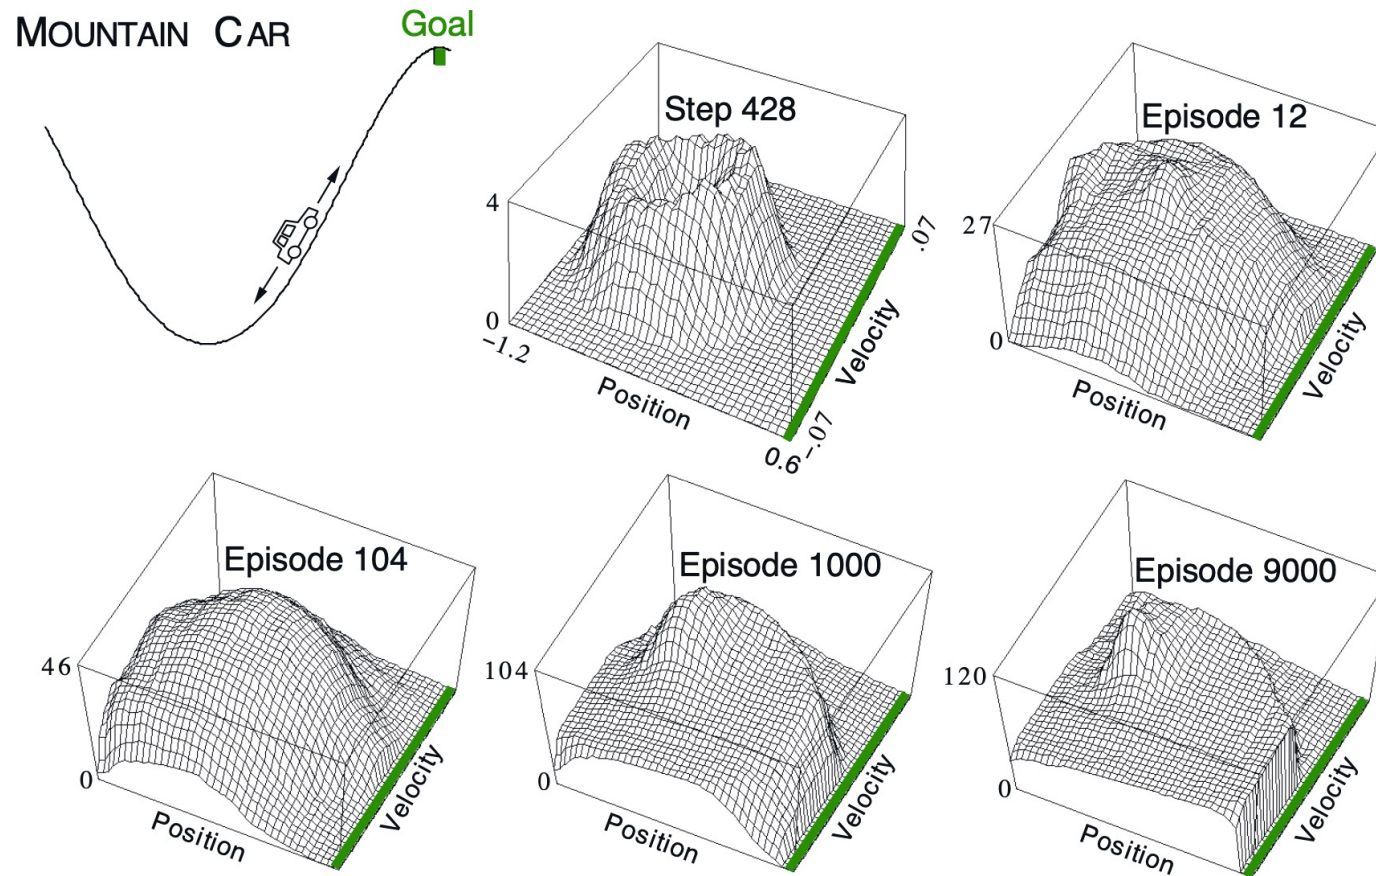 MOUNTAIN CAR
Goal
Step 428
4
0
−1.2
Position
0.6
−.07
Velocity
.07
Episode 12
27
0
Position
Velocity
Episode 104
46
0
Position
Velocity
Episode 1000
104
0
Position
Velocity
Episode 9000
120
0
Position
Velocity